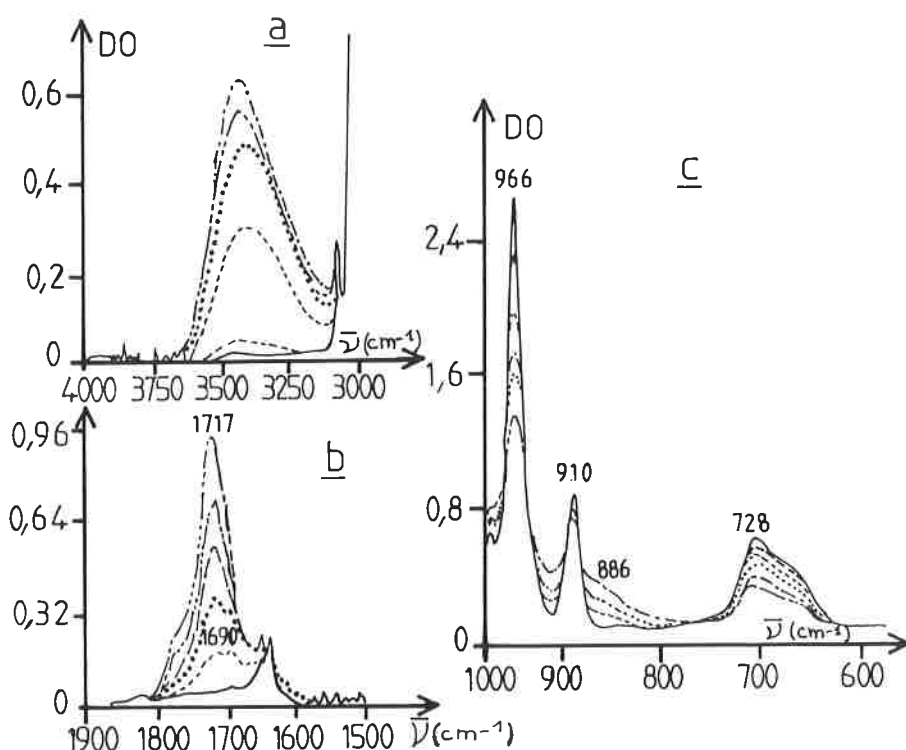 a
DO
0,6
0,4
0,2
0
ν̅ (cm⁻¹)
4000 3750 3500 3250 3000
b
0,96
0,64
0,32
0
1717
1690
1900 1800 1700 1600 1500 ν̅ (cm⁻¹)
c
DO
966
2,4
1,6
0,8
0
910
886
728
ν̅ (cm⁻¹)
1000 900 800 700 600